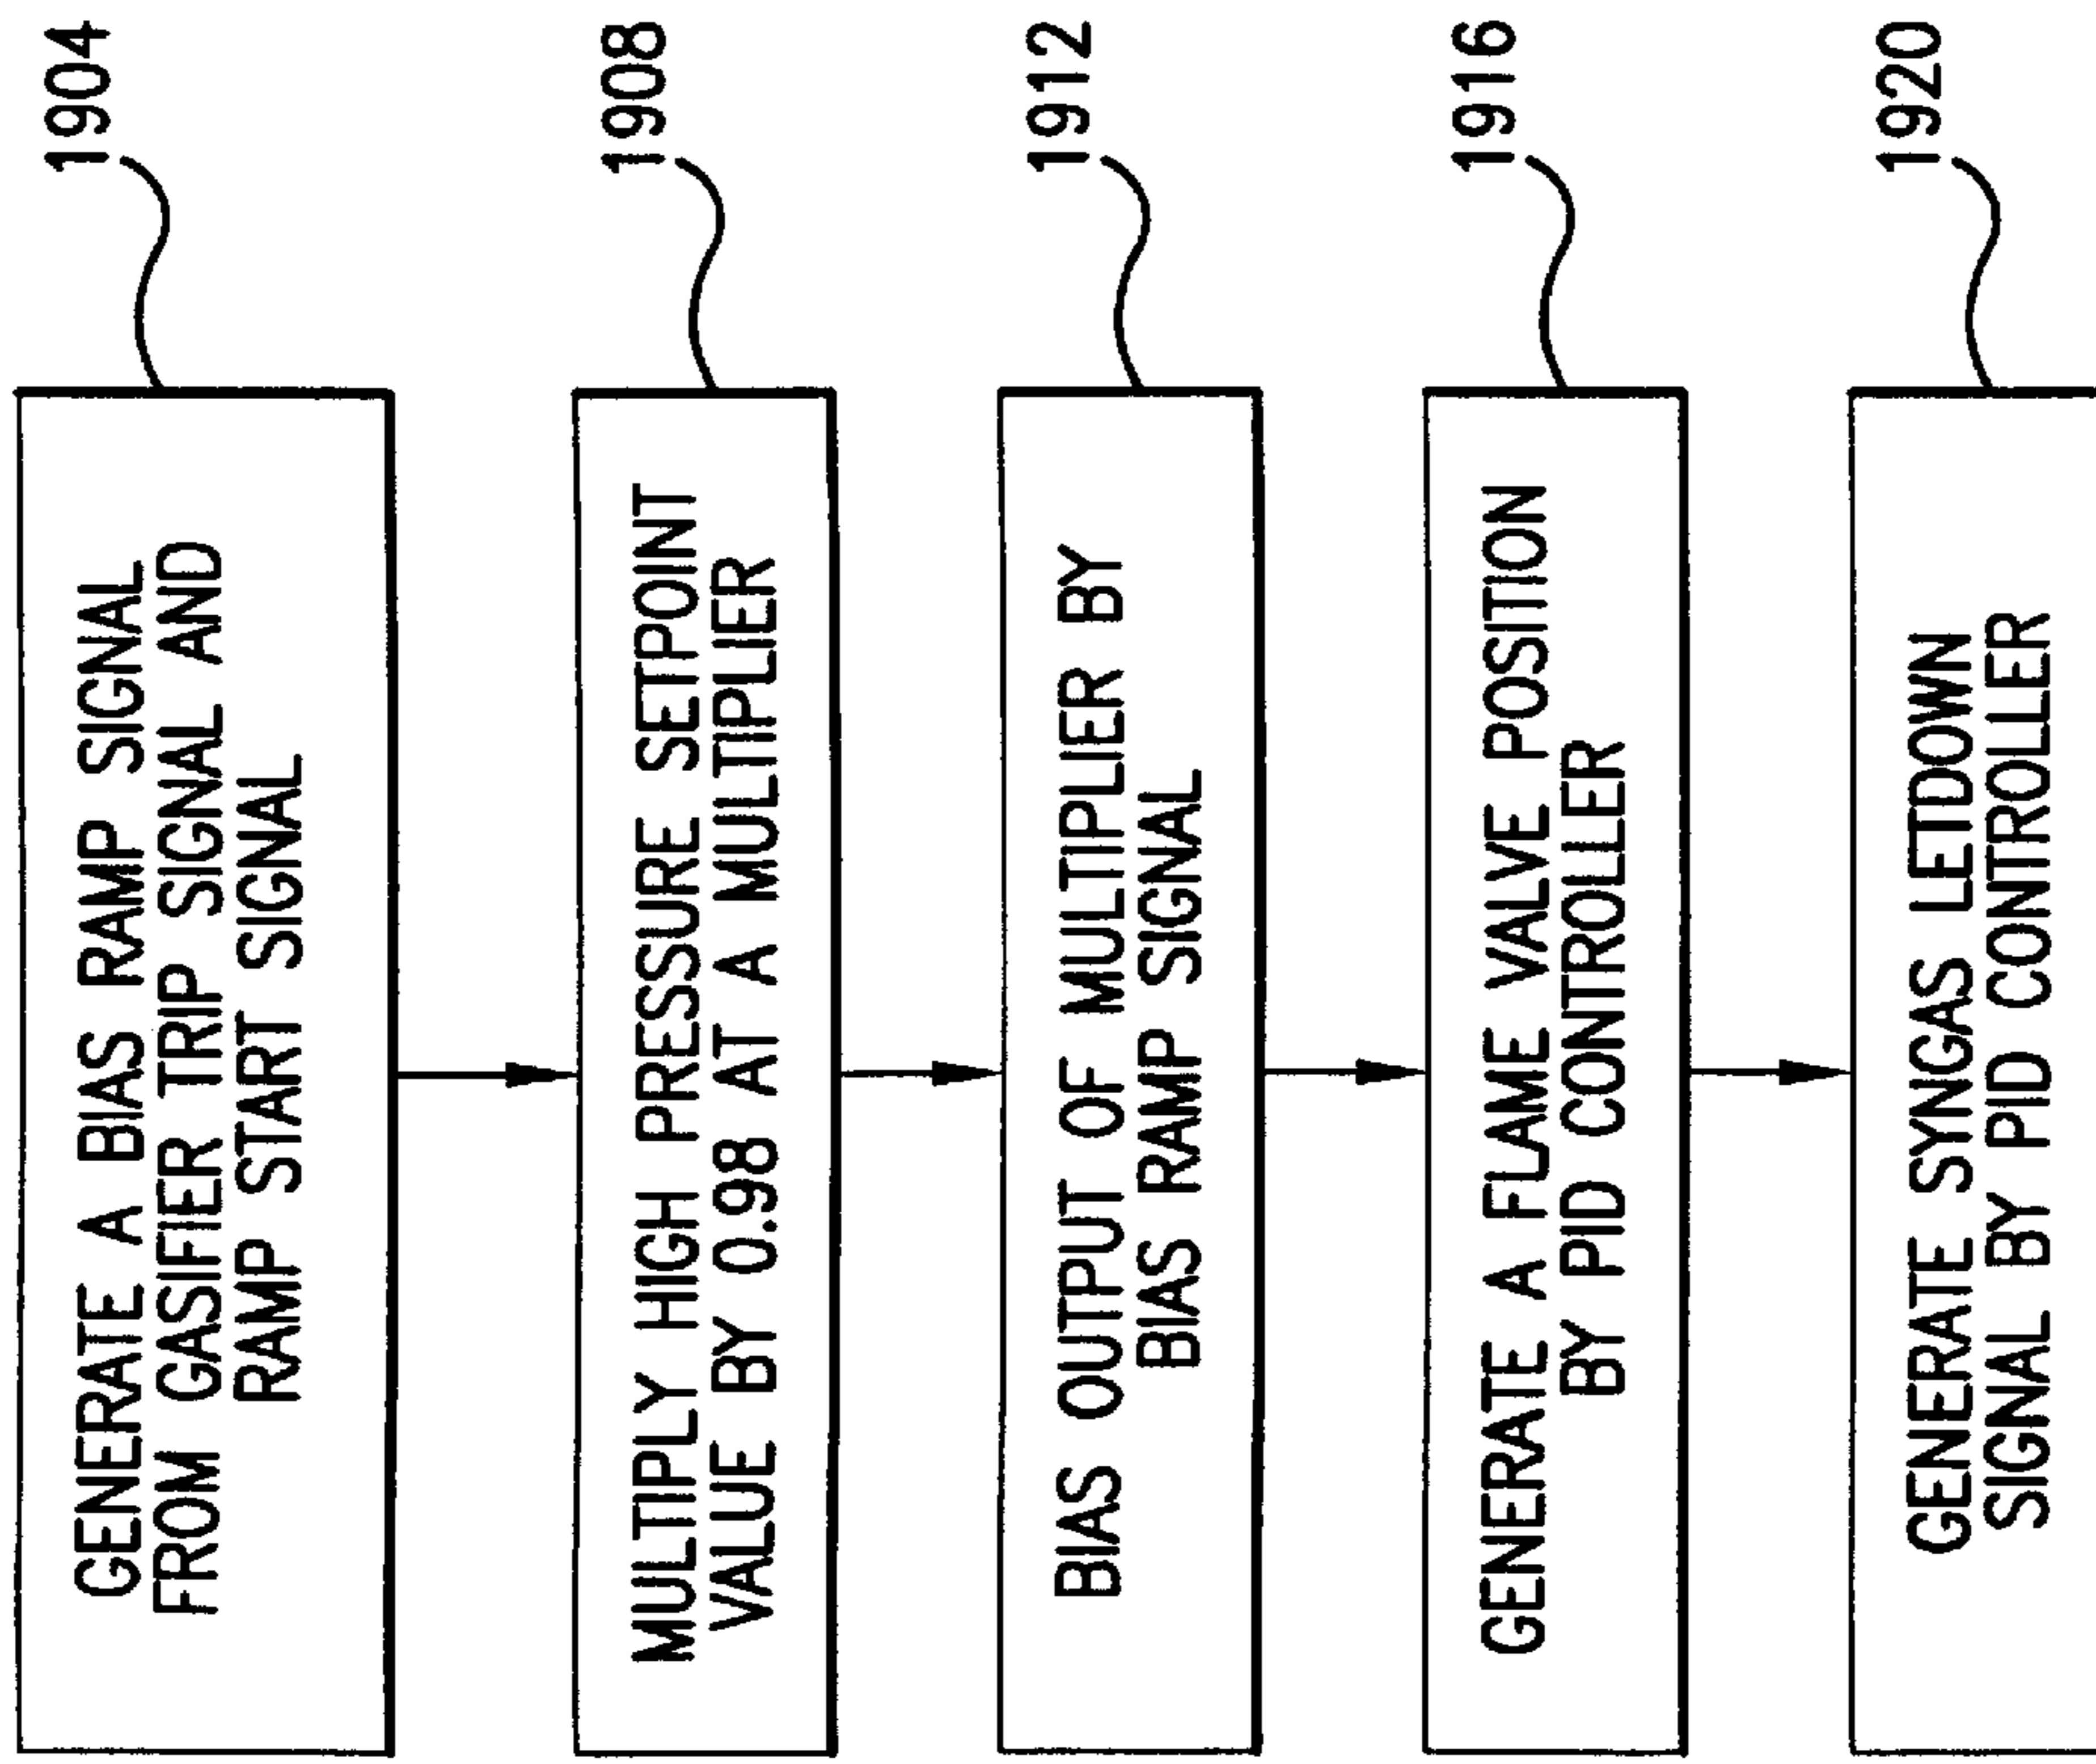 GENERATE A BIAS RAMP SIGNAL
FROM GASIFIER TRIP SIGNAL AND
RAMP START SIGNAL
1904
MULTIPLY HIGH PRESSURE SETPOINT
VALUE BY 0.98 AT A MULTIPLIER
1908
BIAS OUTPUT OF MULTIPLIER BY
BIAS RAMP SIGNAL
1912
GENERATE A FLAME VALVE POSITION
BY PID CONTROLLER
1916
GENERATE SYNGAS LETDOWN
SIGNAL BY PID CONTROLLER
1920